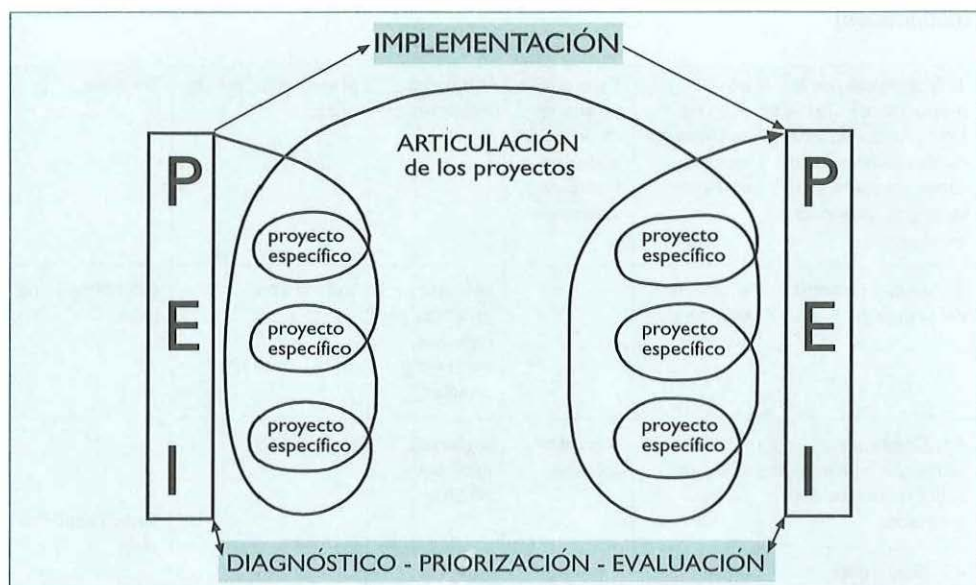 IMPLEMENTACIÓN
ARTICULACIÓN
de los proyectos
P
E
I
proyecto
específico
proyecto
específico
proyecto
específico
proyecto
específico
proyecto
específico
proyecto
específico
P
E
I
DIAGNÓSTICO - PRIORIZACIÓN - EVALUACIÓN